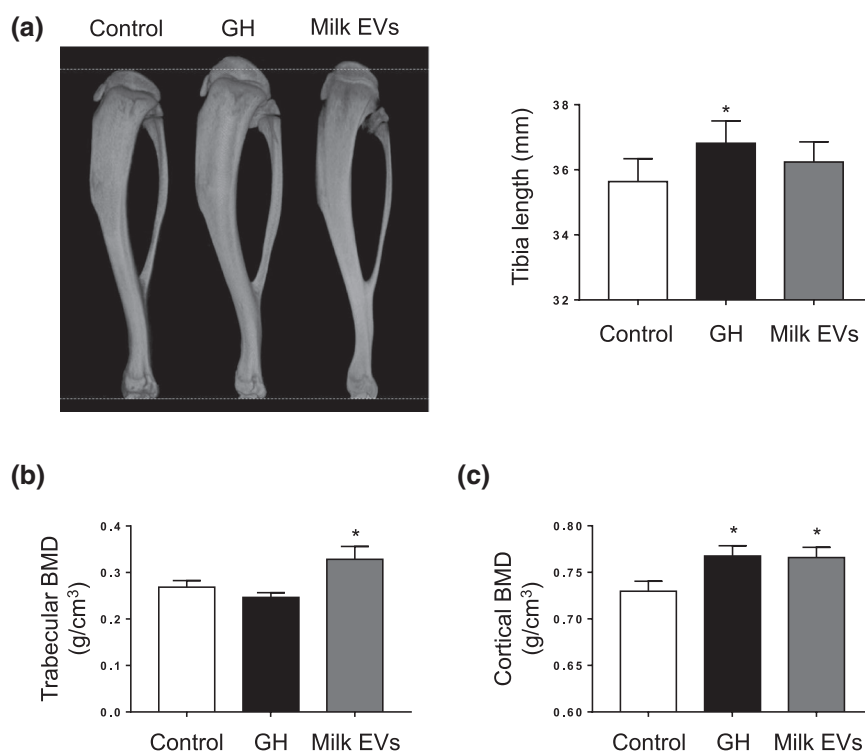 (a)
Control GH Milk EVs
Tibia length (mm)
38
36
34
32
*
Control GH Milk EVs
(b)
Trabecular BMD
(g/cm³)
0.4
0.3
0.2
0.1
0.0
*
Control GH Milk EVs
(c)
Cortical BMD
(g/cm³)
0.80
0.75
0.70
0.65
0.60
* *
Control GH Milk EVs